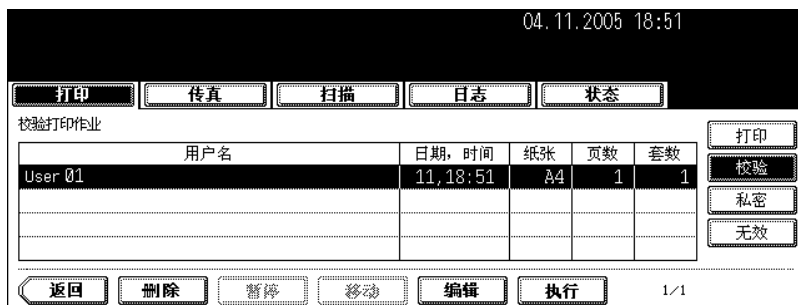 04.11.2005 18:51
打印 传真 扫描 日志 状态
校验打印作业
用户名 日期, 时间 纸张 页数 套数
User 01 11,18:51 A4 1 1
打印
校验
私密
无效
返回 删除 暂停 移动 编辑 执行 1/1